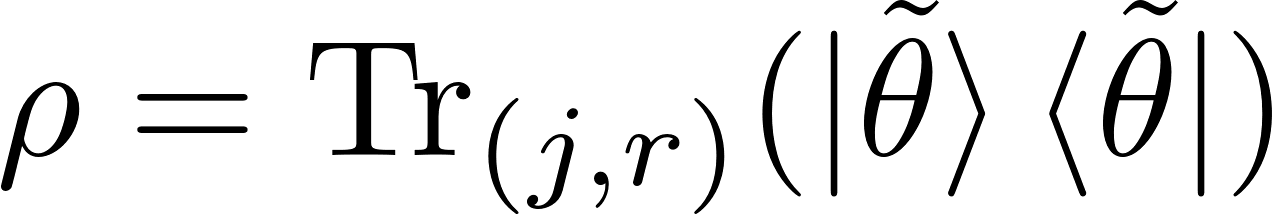 ρ = Tr_{(j,r)} (|θ̃⟩ ⟨θ̃|)